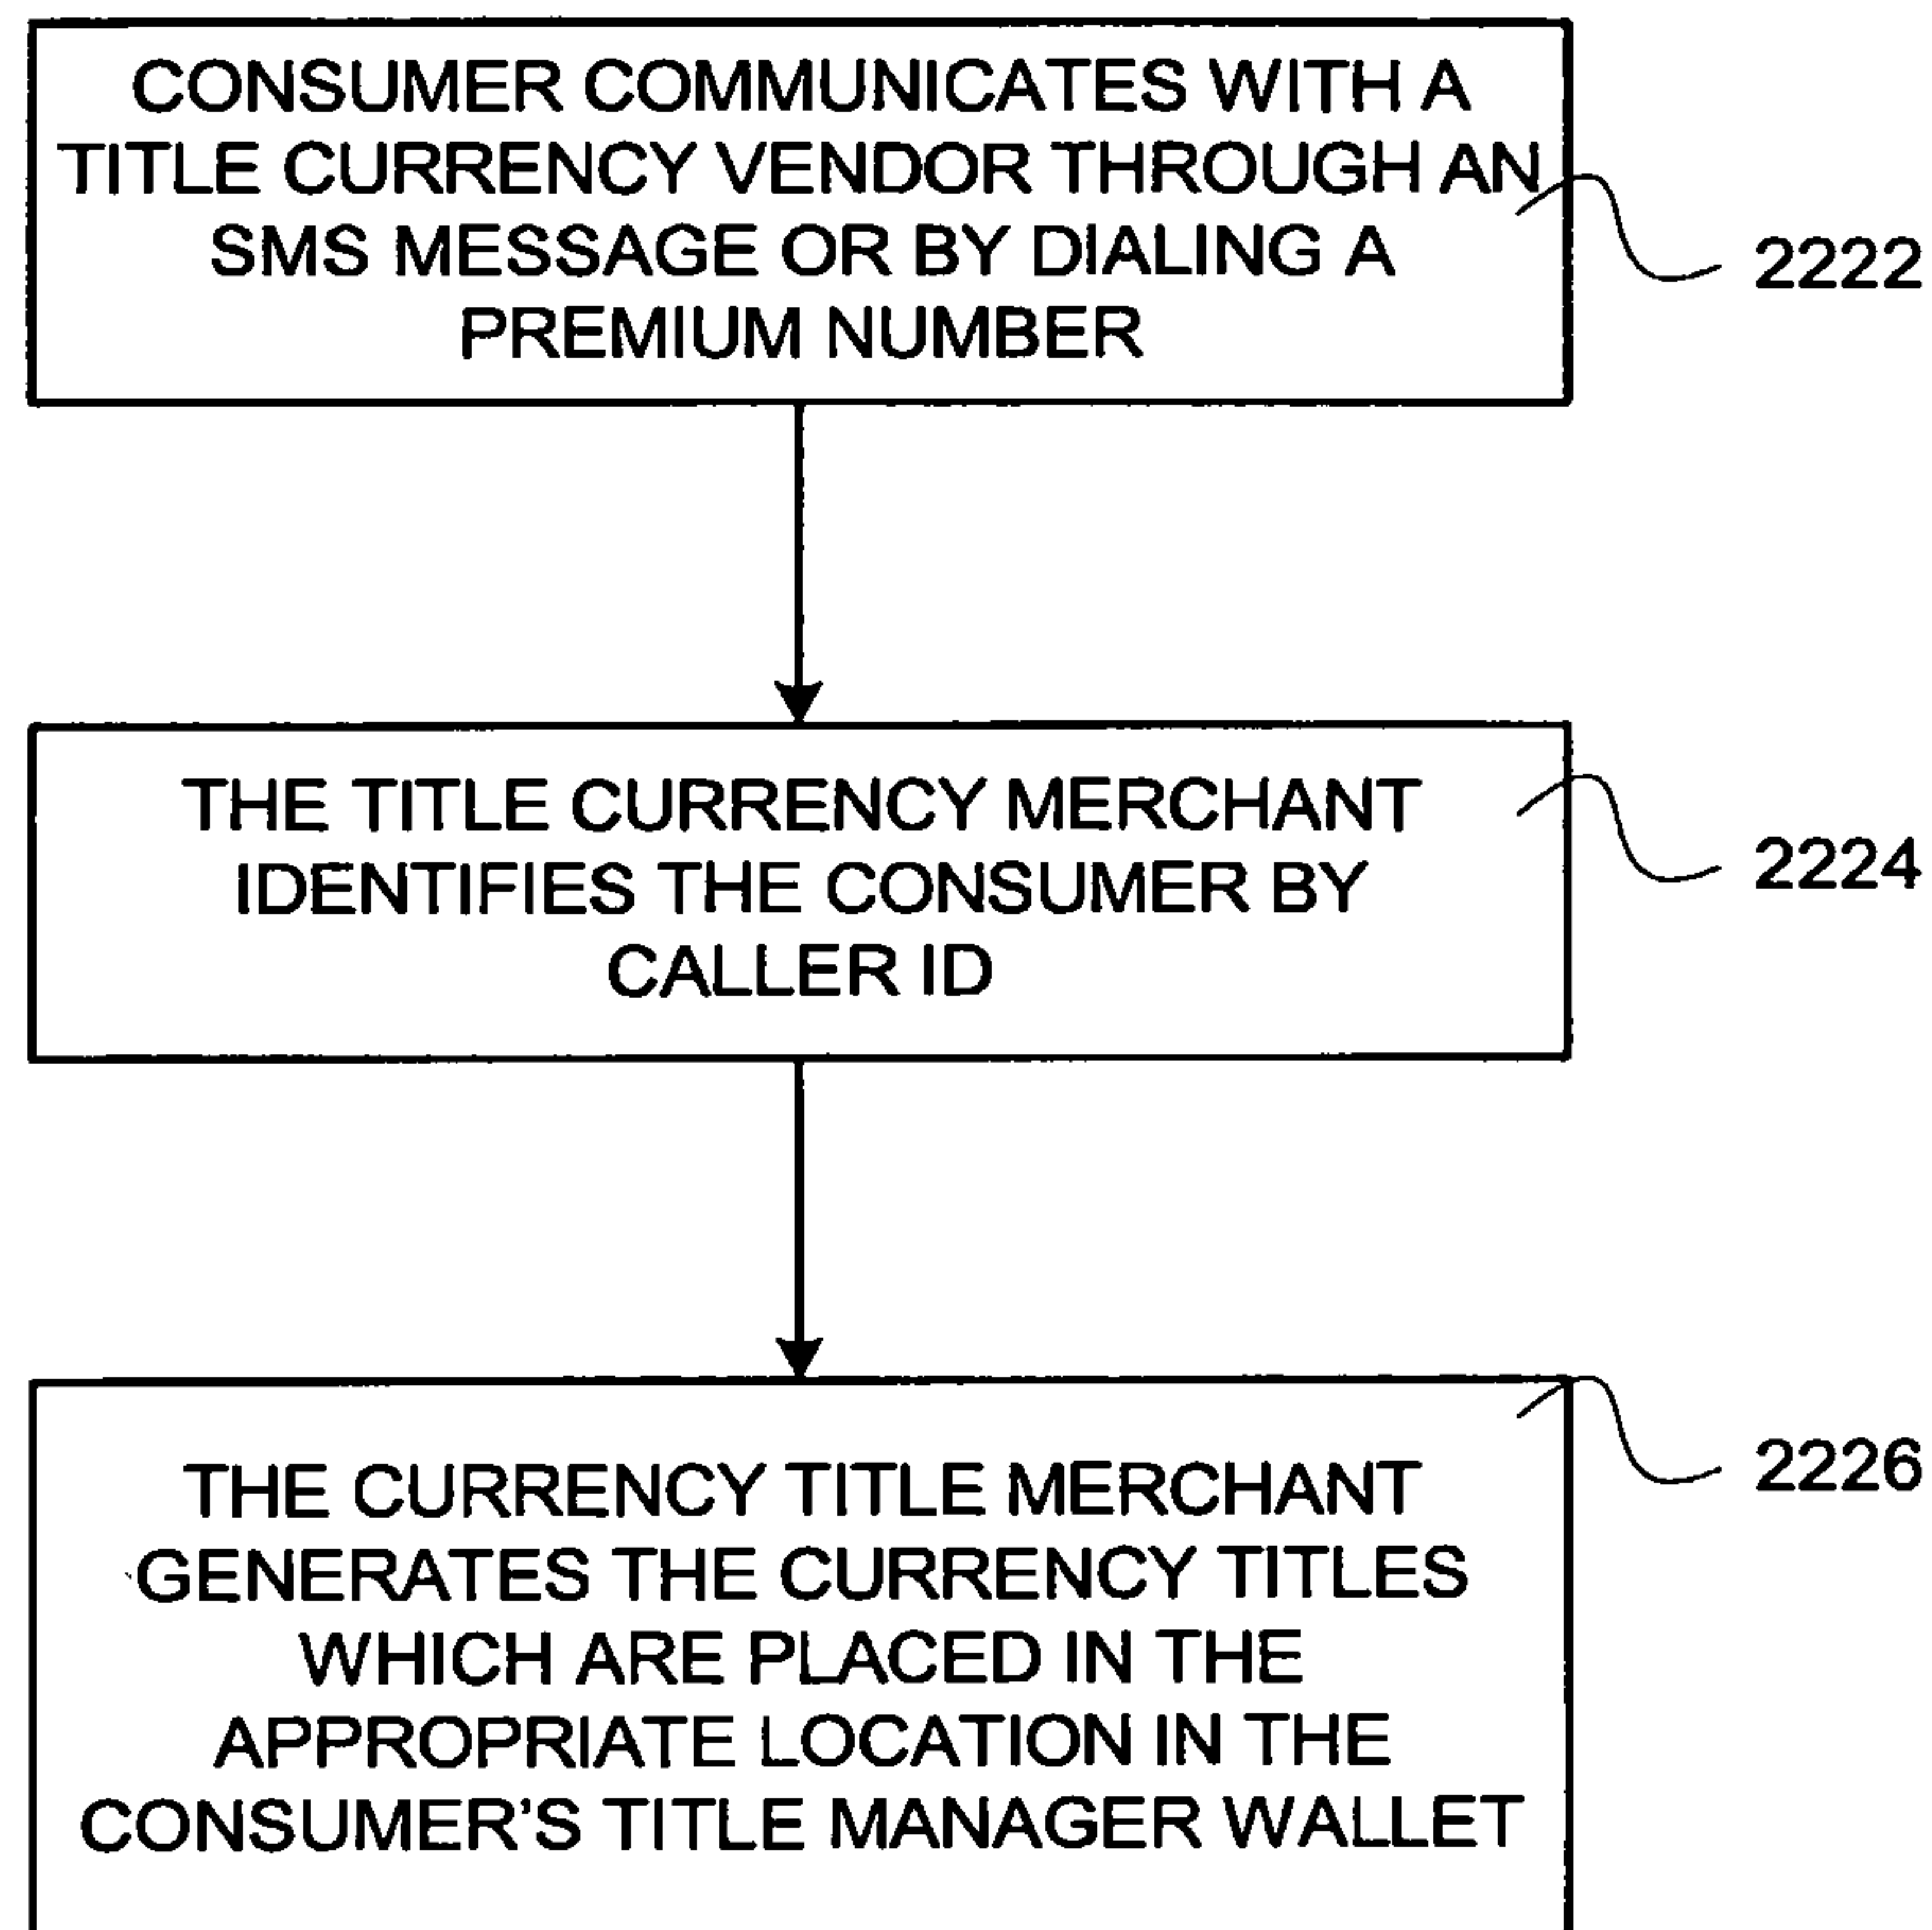 CONSUMER COMMUNICATES WITH A
TITLE CURRENCY VENDOR THROUGH AN
SMS MESSAGE OR BY DIALING A
PREMIUM NUMBER
2222
THE TITLE CURRENCY MERCHANT
IDENTIFIES THE CONSUMER BY
CALLER ID
2224
THE CURRENCY TITLE MERCHANT
GENERATES THE CURRENCY TITLES
WHICH ARE PLACED IN THE
APPROPRIATE LOCATION IN THE
CONSUMER'S TITLE MANAGER WALLET
2226